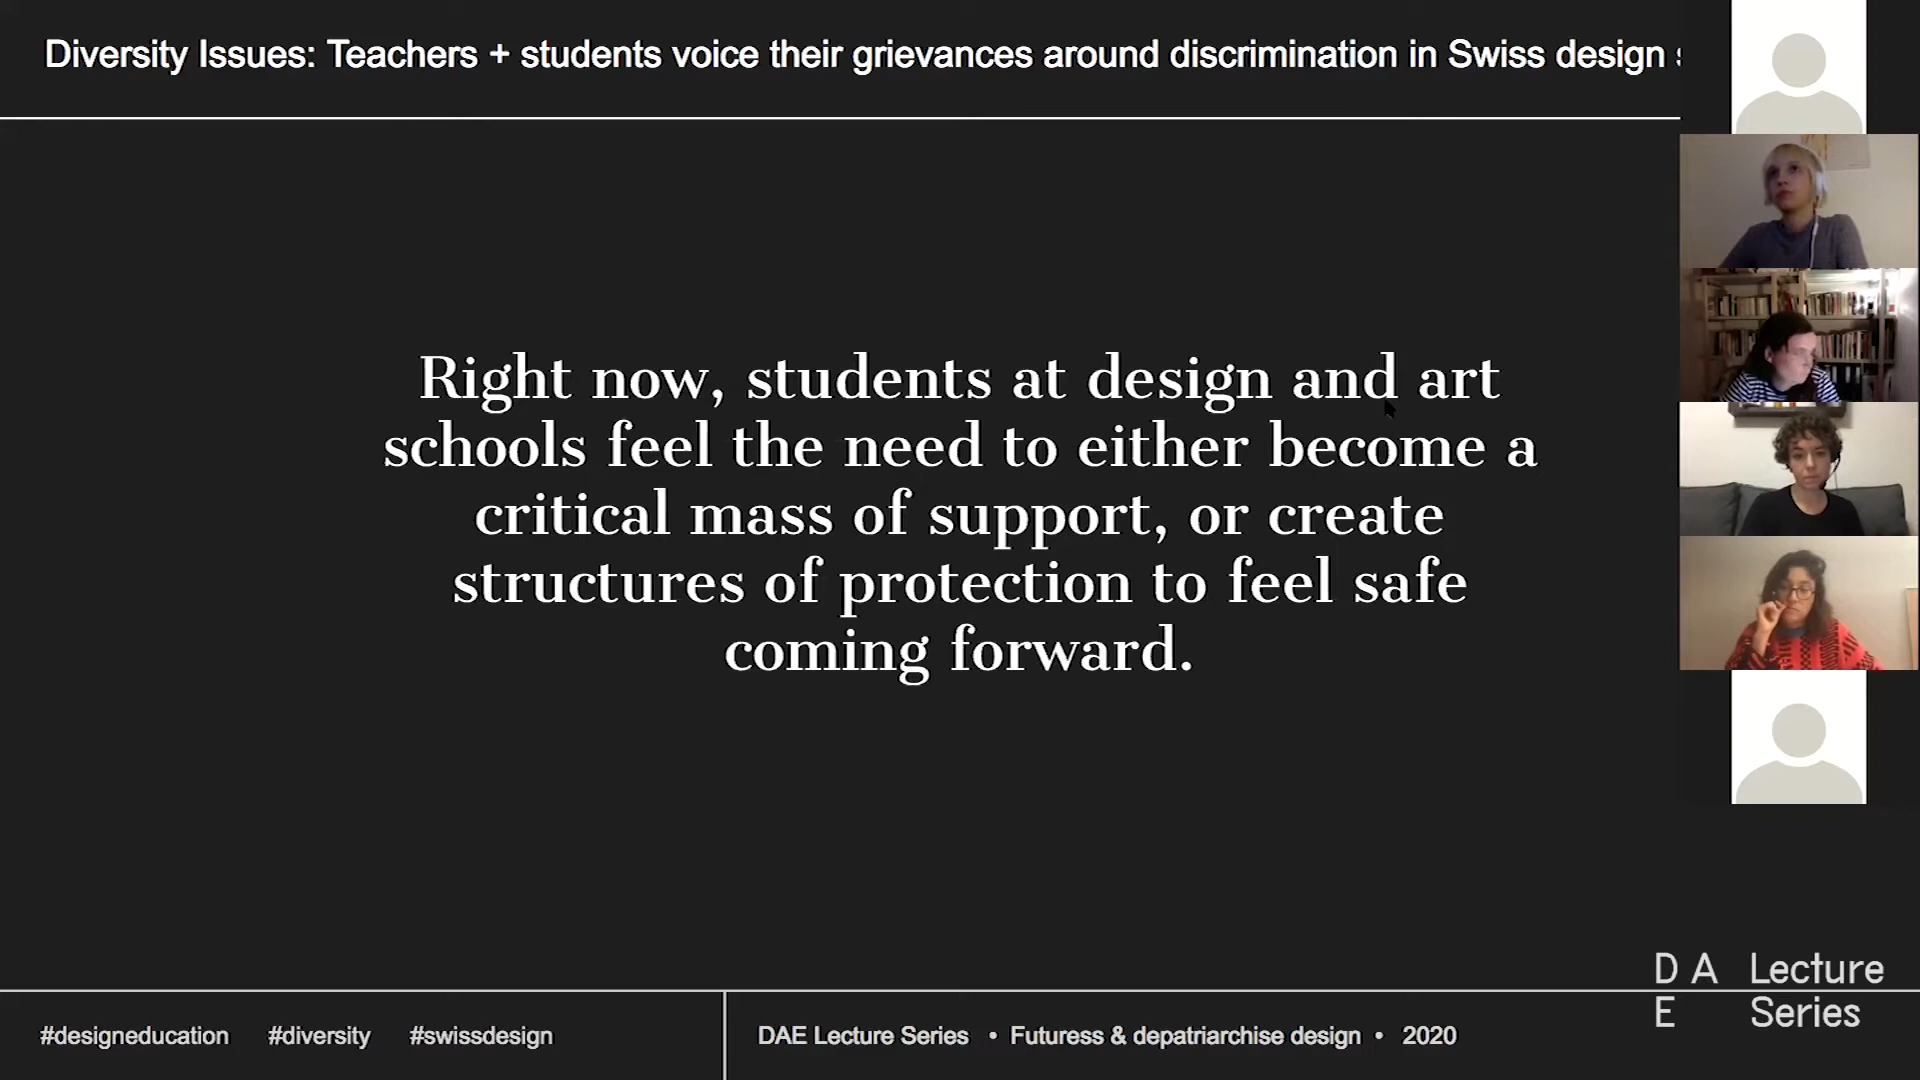 Diversity Issues: Teachers + students voice their grievances around discrimination in Swiss design
Right now, students at design and art
schools feel the need to either become a
critical mass of support, or create
structures of protection to feel safe
coming forward.
#designeducation #diversity #swissdesign
DAE Lecture Series • Futuress & depatriarchise design • 2020
D A Lecture
E Series